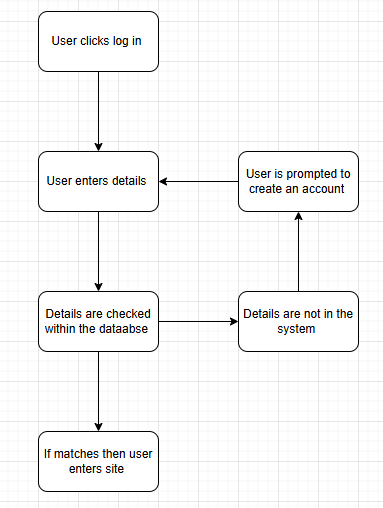 User clicks log in
User enters details
User is prompted to
create an account
Details are checked
within the dataabse
Details are not in the
system
If matches then user
enters site